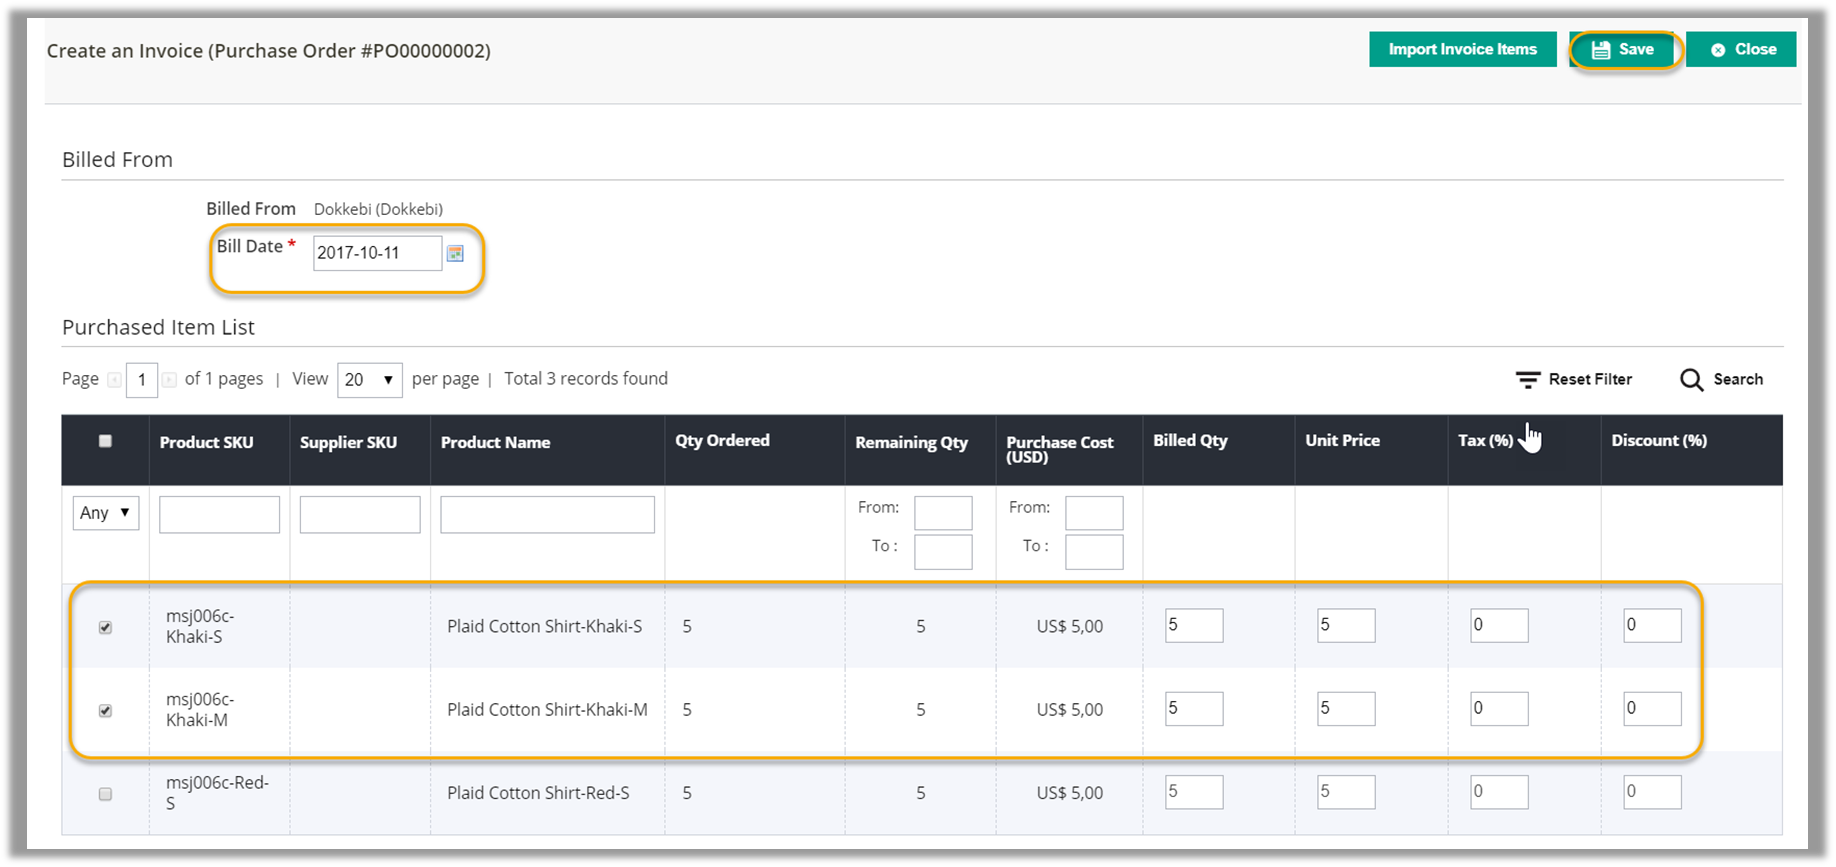 Create an Invoice (Purchase Order #PO00000002)
Import Invoice Items
Save
Close
Billed From
Billed From Dokkebi (Dokkebi)
Bill Date * 2017-10-11
Purchased Item List
Page 1 of 1 pages | View 20 ▼ per page | Total 3 records found
Reset Filter
Search
Product SKU
Supplier SKU
Product Name
Qty Ordered
Remaining Qty
Purchase Cost
(USD)
Billed Qty
Unit Price
Tax (%)
Discount (%)
Any ▼
From:
To :
From:
To :
msj006c-
Khaki-S
Plaid Cotton Shirt-Khaki-S
5
5
US$ 5,00
5
5
0
0
msj006c-
Khaki-M
Plaid Cotton Shirt-Khaki-M
5
5
US$ 5,00
5
5
0
0
msj006c-Red-
S
Plaid Cotton Shirt-Red-S
5
5
US$ 5,00
5
5
0
0